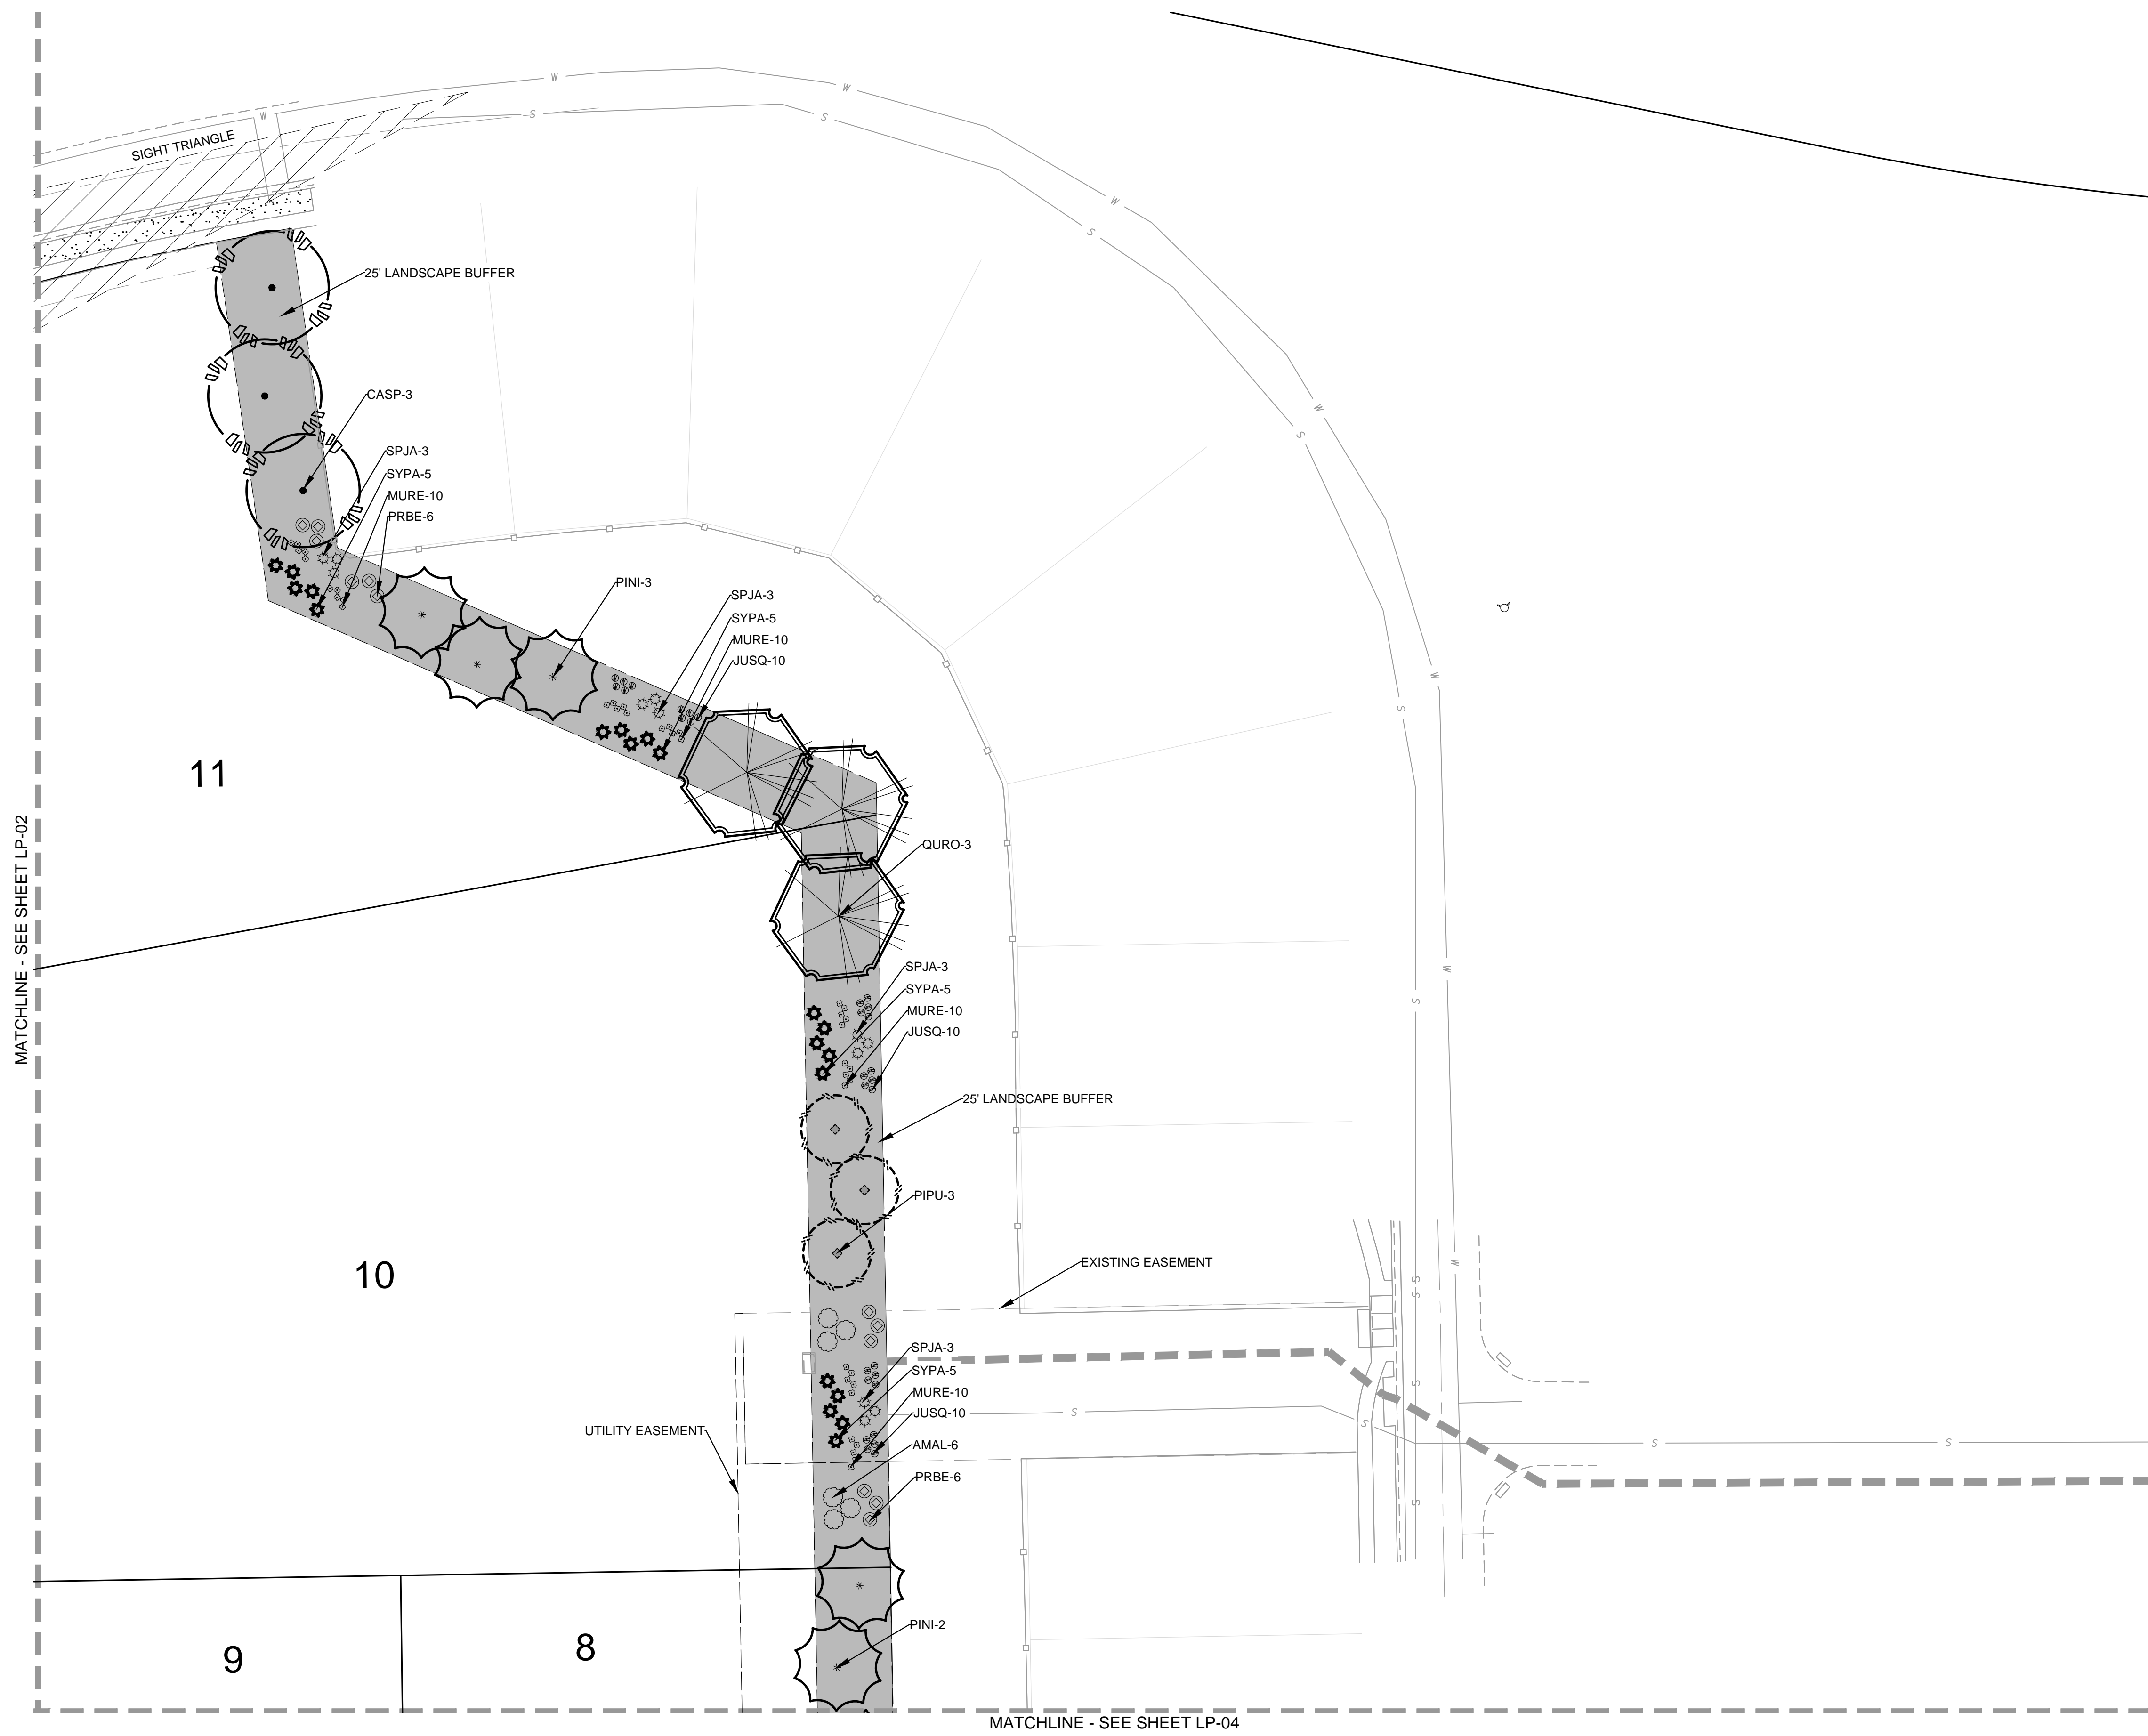 W
W
S
S
W
SIGHT TRIANGLE
W
S
25' LANDSCAPE BUFFER
CASP-3
W
S
SPJA-3
SYPA-5
MURE-10
PRBE-6
PINI-3
SPJA-3
SYPA-5
MURE-10
JUSQ-10
W
S
11
MATCHLINE - SEE SHEET LP-02
QURO-3
SPJA-3
SYPA-5
MURE-10
JUSQ-10
W
S
25' LANDSCAPE BUFFER
PIPU-3
EXISTING EASEMENT
W
S
S
10
SPJA-3
SYPA-5
MURE-10
JUSQ-10
S
S
S
UTILITY EASEMENT
AMAL-6
S
S
PRBE-6
S
PINI-2
9
8
MATCHLINE - SEE SHEET LP-04